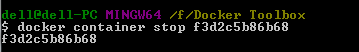 dell@dell-PC MINGW64 /f/Docker Toolbox
$ docker container stop f3d2c5b86b68
f3d2c5b86b68